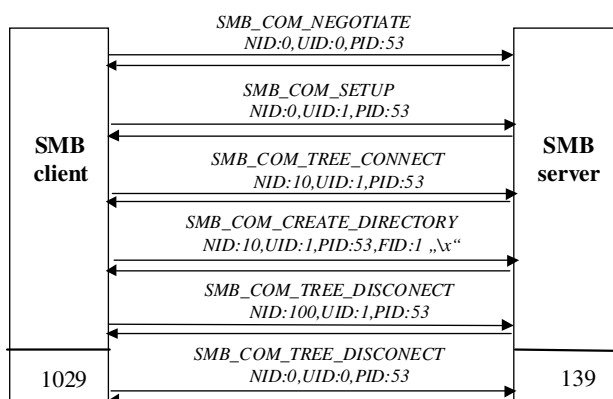 SMB_COM_NEGOTIATE
NID:0,UID:0,PID:53
SMB_COM_SETUP
NID:0,UID:1,PID:53
SMB
client
SMB
server
SMB_COM_TREE_CONNECT
NID:10,UID:1,PID:53
SMB_COM_CREATE_DIRECTORY
NID:10,UID:1,PID:53,FID:1 „\x“
SMB_COM_TREE_DISCONECT
NID:100,UID:1,PID:53
SMB_COM_TREE_DISCONECT
NID:0,UID:0,PID:53
1029
139